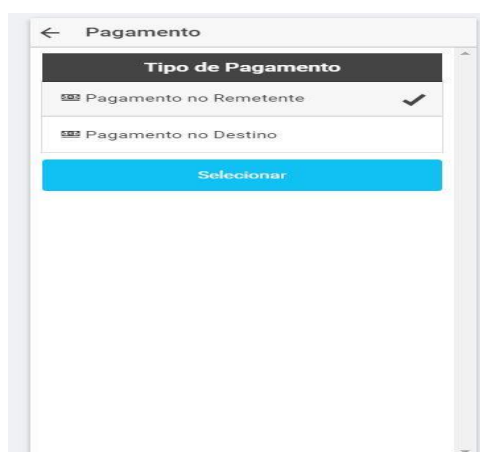 Pagamento
Tipo de Pagamento
Pagamento no Remetente
Pagamento no Destino
Selecionar